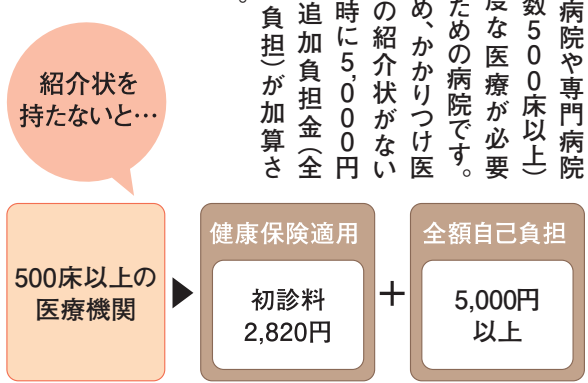 病院や専門病院
数500床以上）
度な医療が必要
ための病院です。
め、かかりつけ医
の紹介状がない
時に5,000円
追加負担金（全
負担）が加算さ
。
紹介状を
持たないと…
500床以上の
医療機関
▶
健康保険適用
初診料
2,820円
+
全額自己負担
5,000円
以上